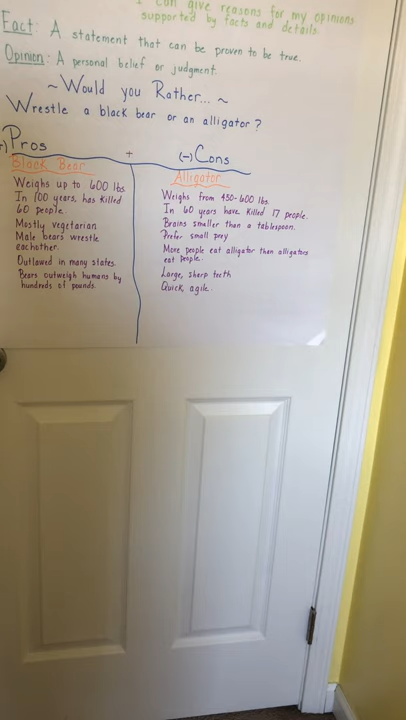 I can give reasons for my opinions
supported by facts and details.
Fact: A statement that can be proven to be true.
Opinion: A personal belief or judgment.
~ Would you Rather... ~
Wrestle a black bear or an alligator?
+) Pros + (-) Cons
Black Bear
Weighs up to 600 lbs.
In 100 years, has killed
60 people.
Mostly vegetarian
Male bears wrestle
eachother.
Outlawed in many states.
Bears outweigh humans by
hundreds of pounds.
Alligator
Weighs from 450-600 lbs.
In 60 years have killed 17 people.
Brains smaller than a tablespoon.
Prefer small prey
More people eat alligator than alligators
eat people.
Large, sharp teeth
Quick, agile.